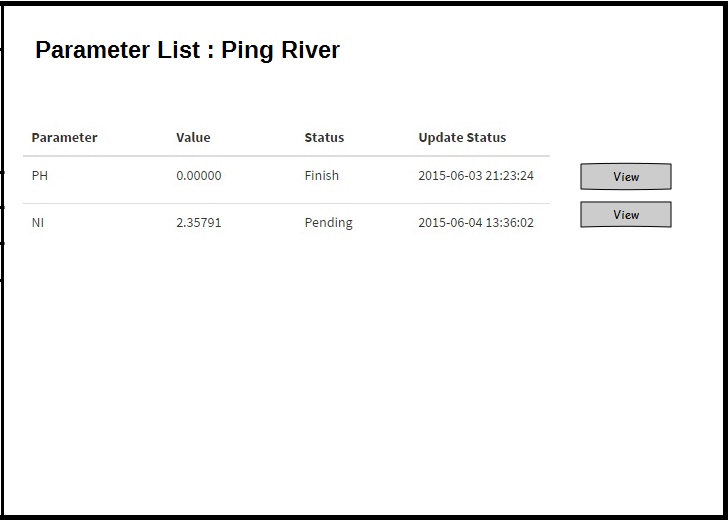 Parameter List : Ping River
Parameter Value Status Update Status
PH 0.00000 Finish 2015-06-03 21:23:24 View
NI 2.35791 Pending 2015-06-04 13:36:02 View